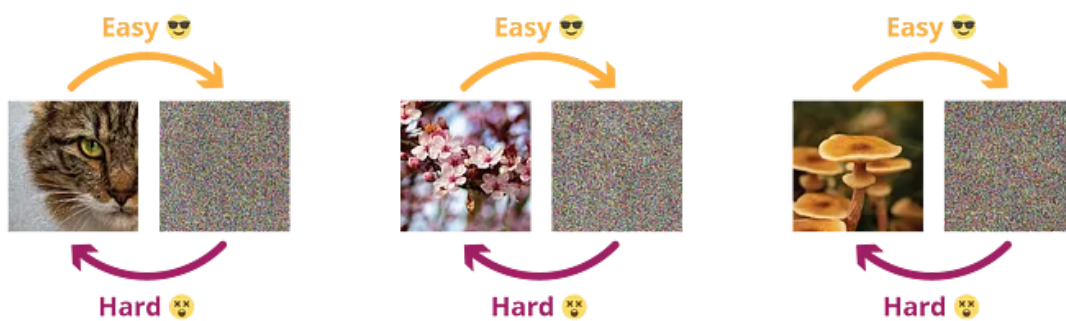 Easy 😎 Easy 😎 Easy 😎
Hard 😵 Hard 😵 Hard 😵